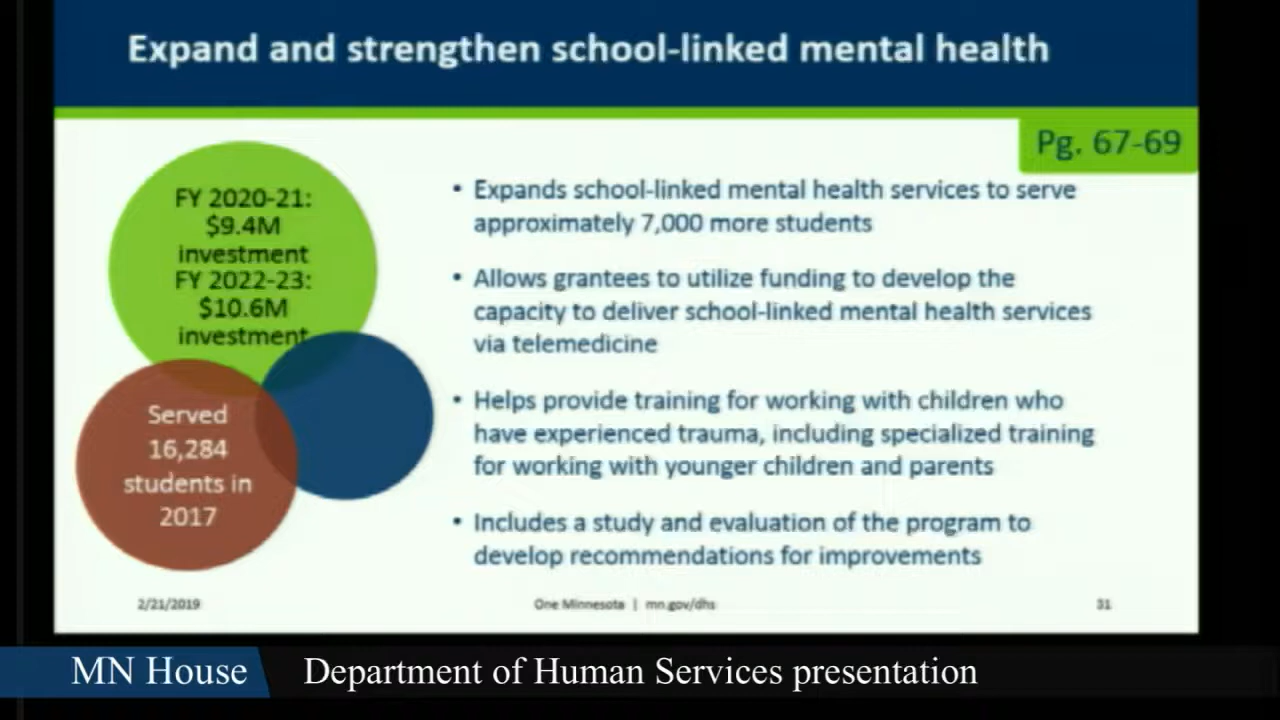 Expand and strengthen school-linked mental health
Pg. 67-69
FY 2020-21:
$9.4M
investment
FY 2022-23:
$10.6M
investment
Served
16,284
students in
2017
• Expands school-linked mental health services to serve
approximately 7,000 more students
• Allows grantees to utilize funding to develop the
capacity to deliver school-linked mental health services
via telemedicine
• Helps provide training for working with children who
have experienced trauma, including specialized training
for working with younger children and parents
• Includes a study and evaluation of the program to
develop recommendations for improvements
2/21/2019
One Minnesota | mn.gov/dhs
31
MN House
Department of Human Services presentation